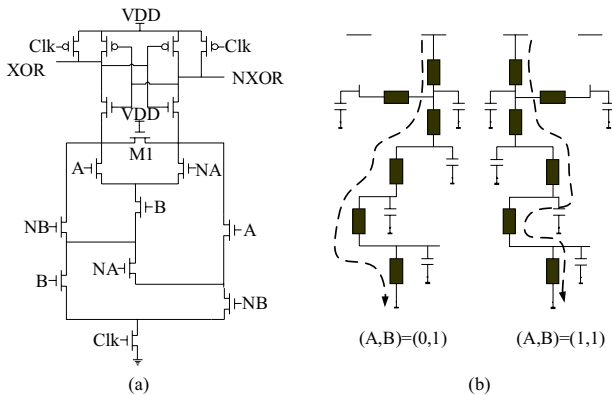 VDD
Clk
Clk
XOR
NXOR
VDD
M1
A
NA
B
NB
A
B
NA
NB
Clk
(A,B)=(0,1)
(A,B)=(1,1)
(a)
(b)